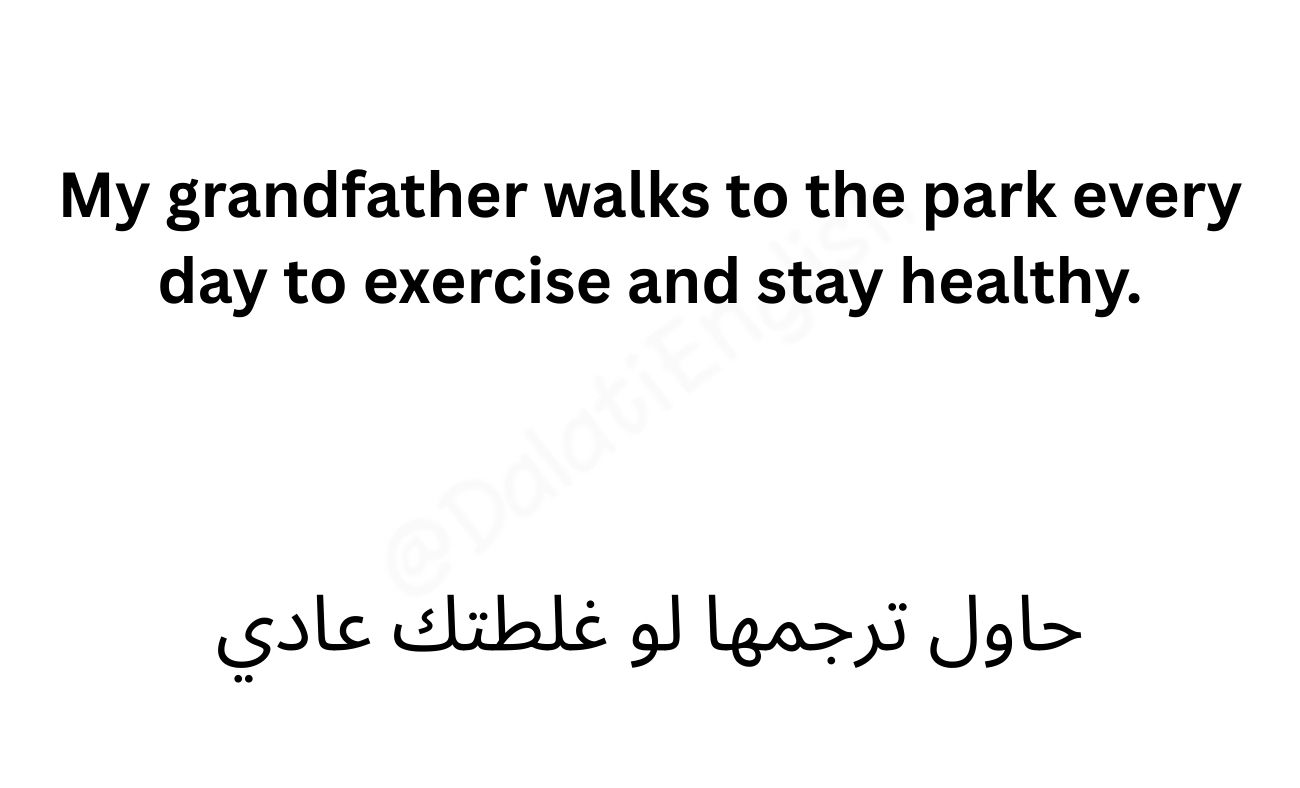 My grandfather walks to the park every
day to exercise and stay healthy.
@DalatiEnglish
حاول ترجمها لو غلطتك عادي